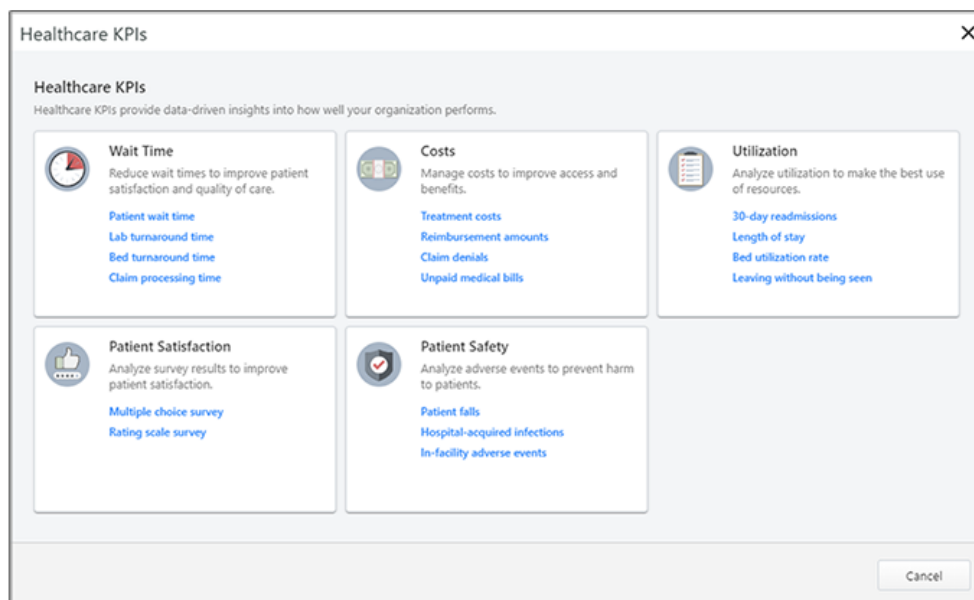 Healthcare KPIs
Healthcare KPIs
Healthcare KPIs provide data-driven insights into how well your organization performs.
Wait Time
Reduce wait times to improve patient
satisfaction and quality of care.
Patient wait time
Lab turnaround time
Bed turnaround time
Claim processing time
Costs
Manage costs to improve access and
benefits.
Treatment costs
Reimbursement amounts
Claim denials
Unpaid medical bills
Utilization
Analyze utilization to make the best use
of resources.
30-day readmissions
Length of stay
Bed utilization rate
Leaving without being seen
Patient Satisfaction
Analyze survey results to improve
patient satisfaction.
Multiple choice survey
Rating scale survey
Patient Safety
Analyze adverse events to prevent harm
to patients.
Patient falls
Hospital-acquired infections
In-facility adverse events
Cancel